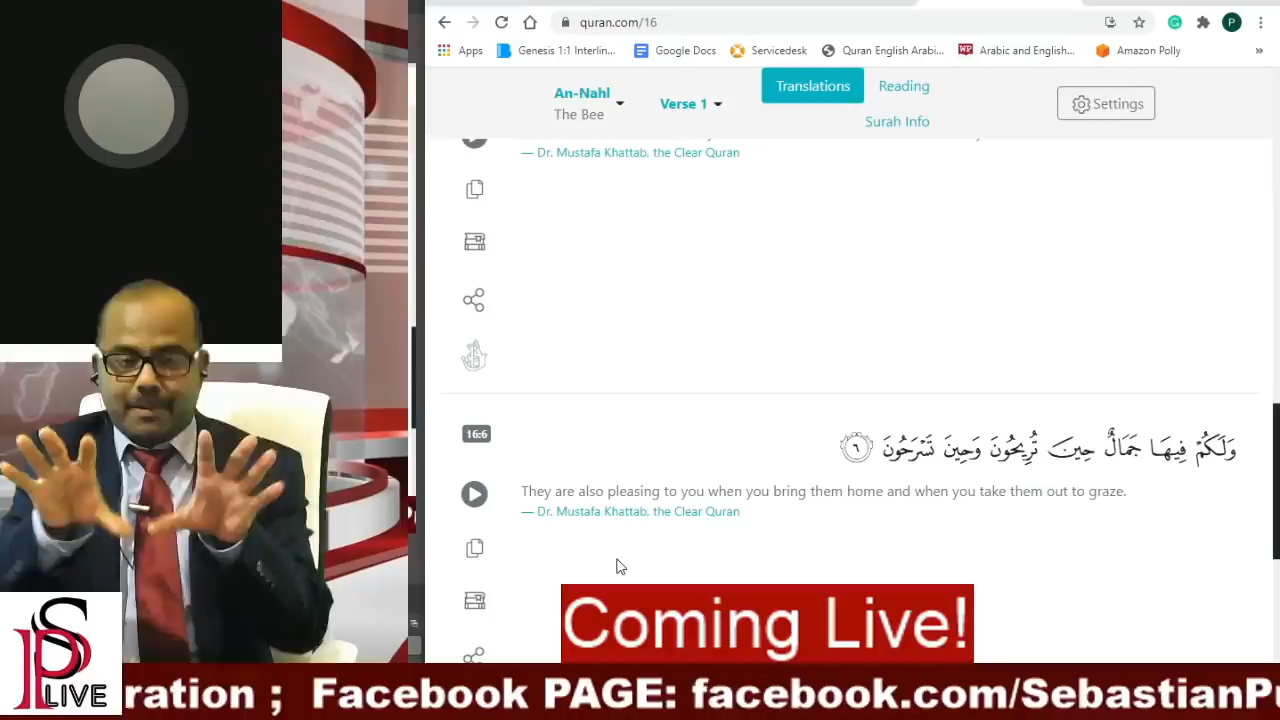 quran.com/16
Apps
Genesis 1:1 Interlin...
Google Docs
Servicedesk
Quran English Arabi...
Arabic and English...
Amazon Polly
»
An-Nahl
The Bee
Verse 1
Translations
Reading
Surah Info
Settings
— Dr. Mustafa Khattab, the Clear Quran
16:6
وَلَكُمْ فِيهَا جَمَالٌ حِينَ تُرِيحُونَ وَحِينَ تَسْرَحُونَ ٦
They are also pleasing to you when you bring them home and when you take them out to graze.
— Dr. Mustafa Khattab, the Clear Quran
Coming Live!
SP LIVE
ration ; Facebook PAGE: facebook.com/SebastianP